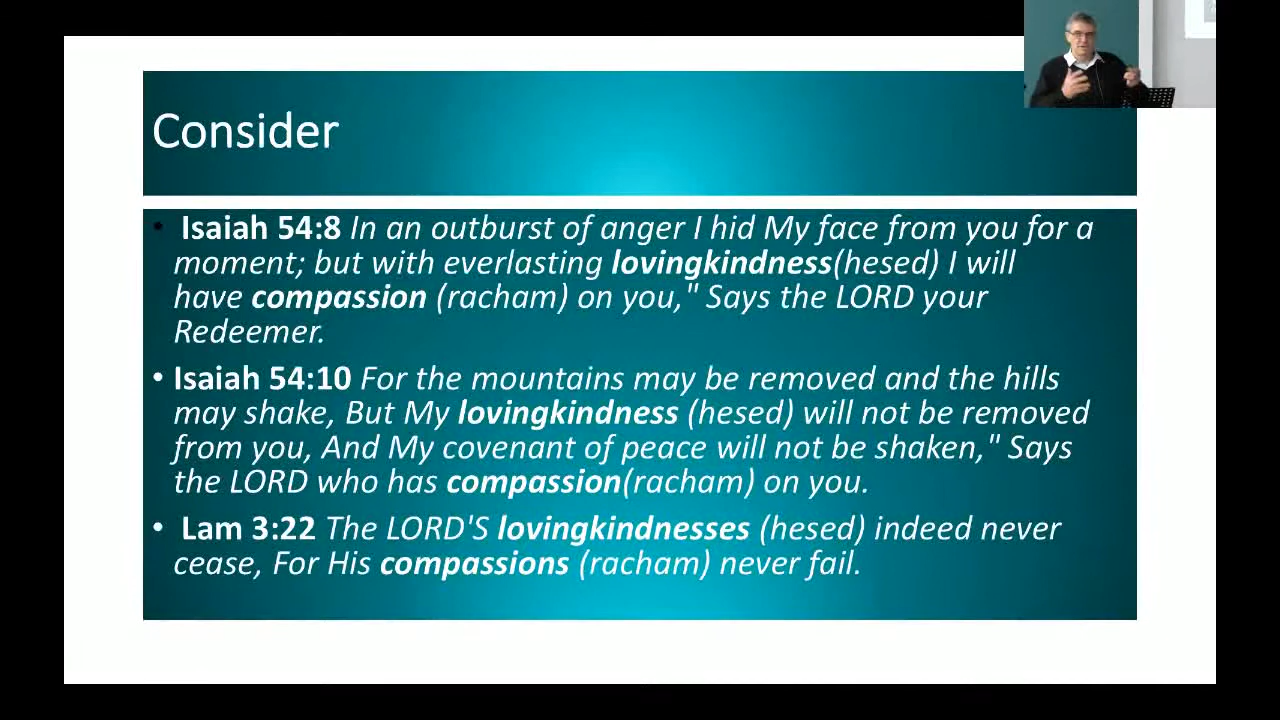 Consider
• Isaiah 54:8 In an outburst of anger I hid My face from you for a
moment; but with everlasting lovingkindness(hesed) I will
have compassion (racham) on you," Says the LORD your
Redeemer.
• Isaiah 54:10 For the mountains may be removed and the hills
may shake, But My lovingkindness (hesed) will not be removed
from you, And My covenant of peace will not be shaken," Says
the LORD who has compassion(racham) on you.
• Lam 3:22 The LORD'S lovingkindnesses (hesed) indeed never
cease, For His compassions (racham) never fail.